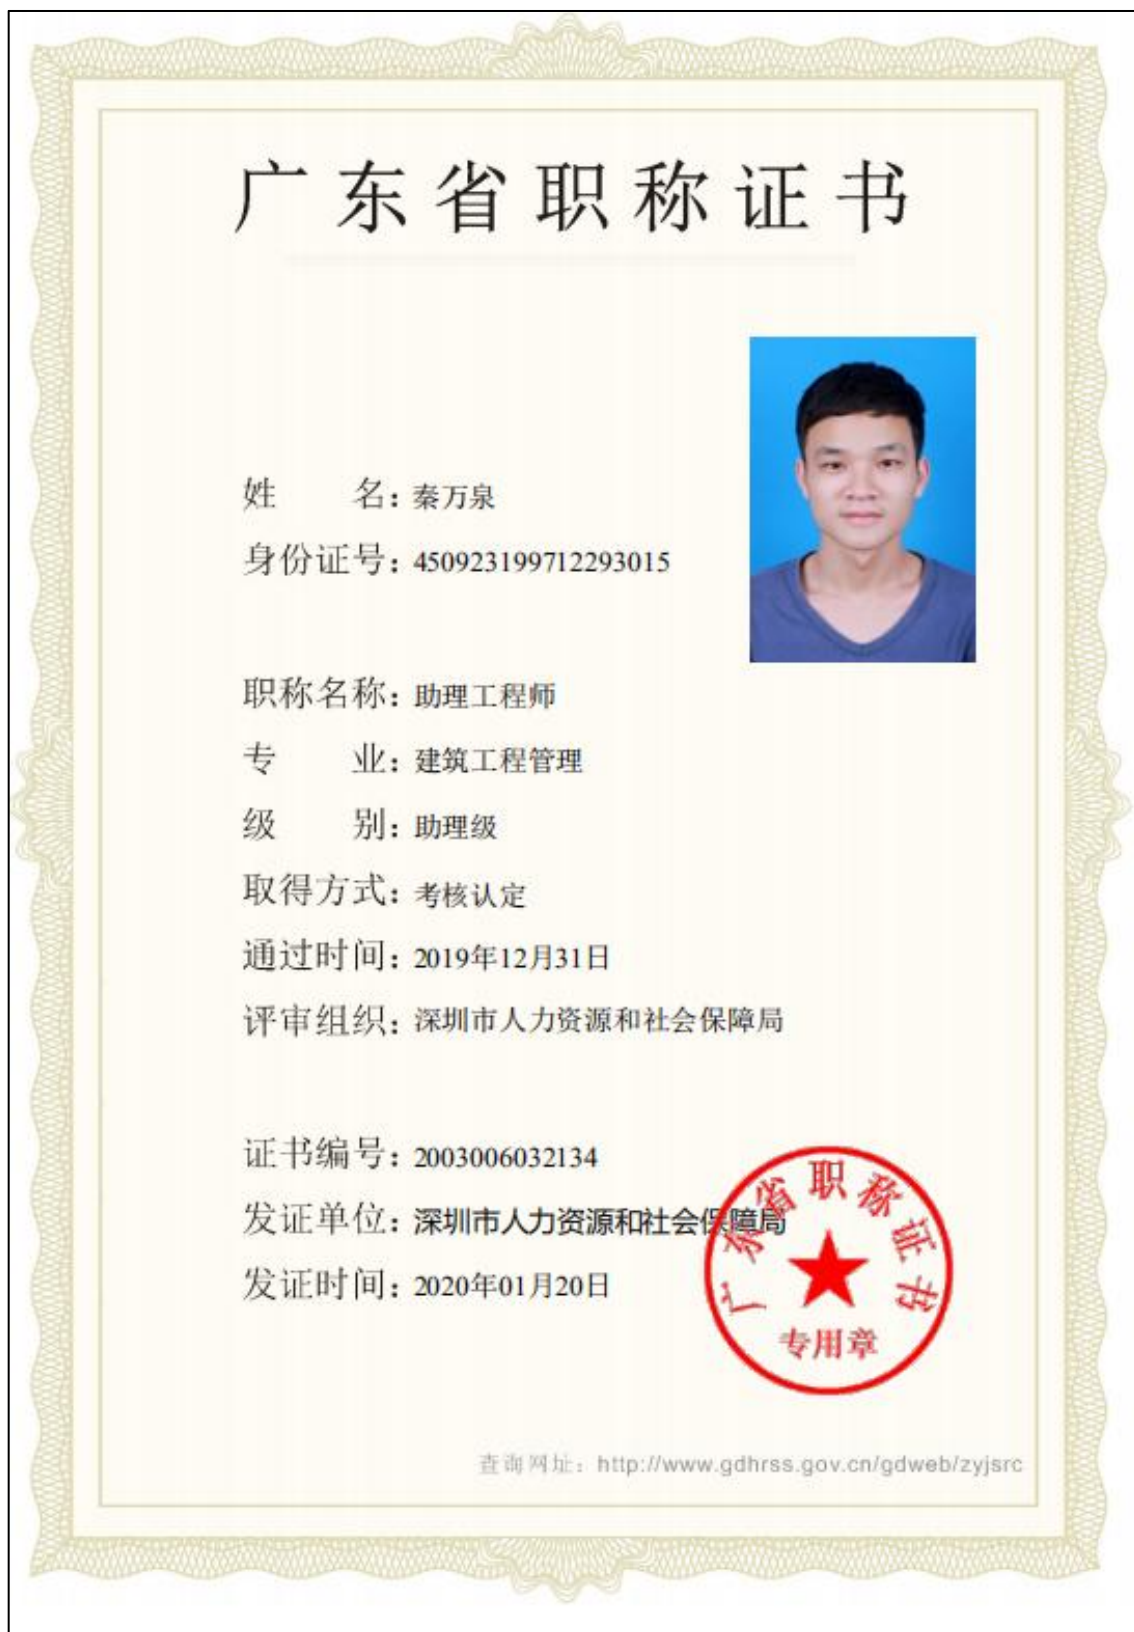 广东省职称证书
姓　　名：秦万泉
身份证号：450923199712293015
职称名称：助理工程师
专　　业：建筑工程管理
级　　别：助理级
取得方式：考核认定
通过时间：2019年12月31日
评审组织：深圳市人力资源和社会保障局
证书编号：2003006032134
发证单位：深圳市人力资源和社会保障局
发证时间：2020年01月20日
广东省职称证书
专用章
查询网址：http://www.gdhrss.gov.cn/gdweb/zyjsrc